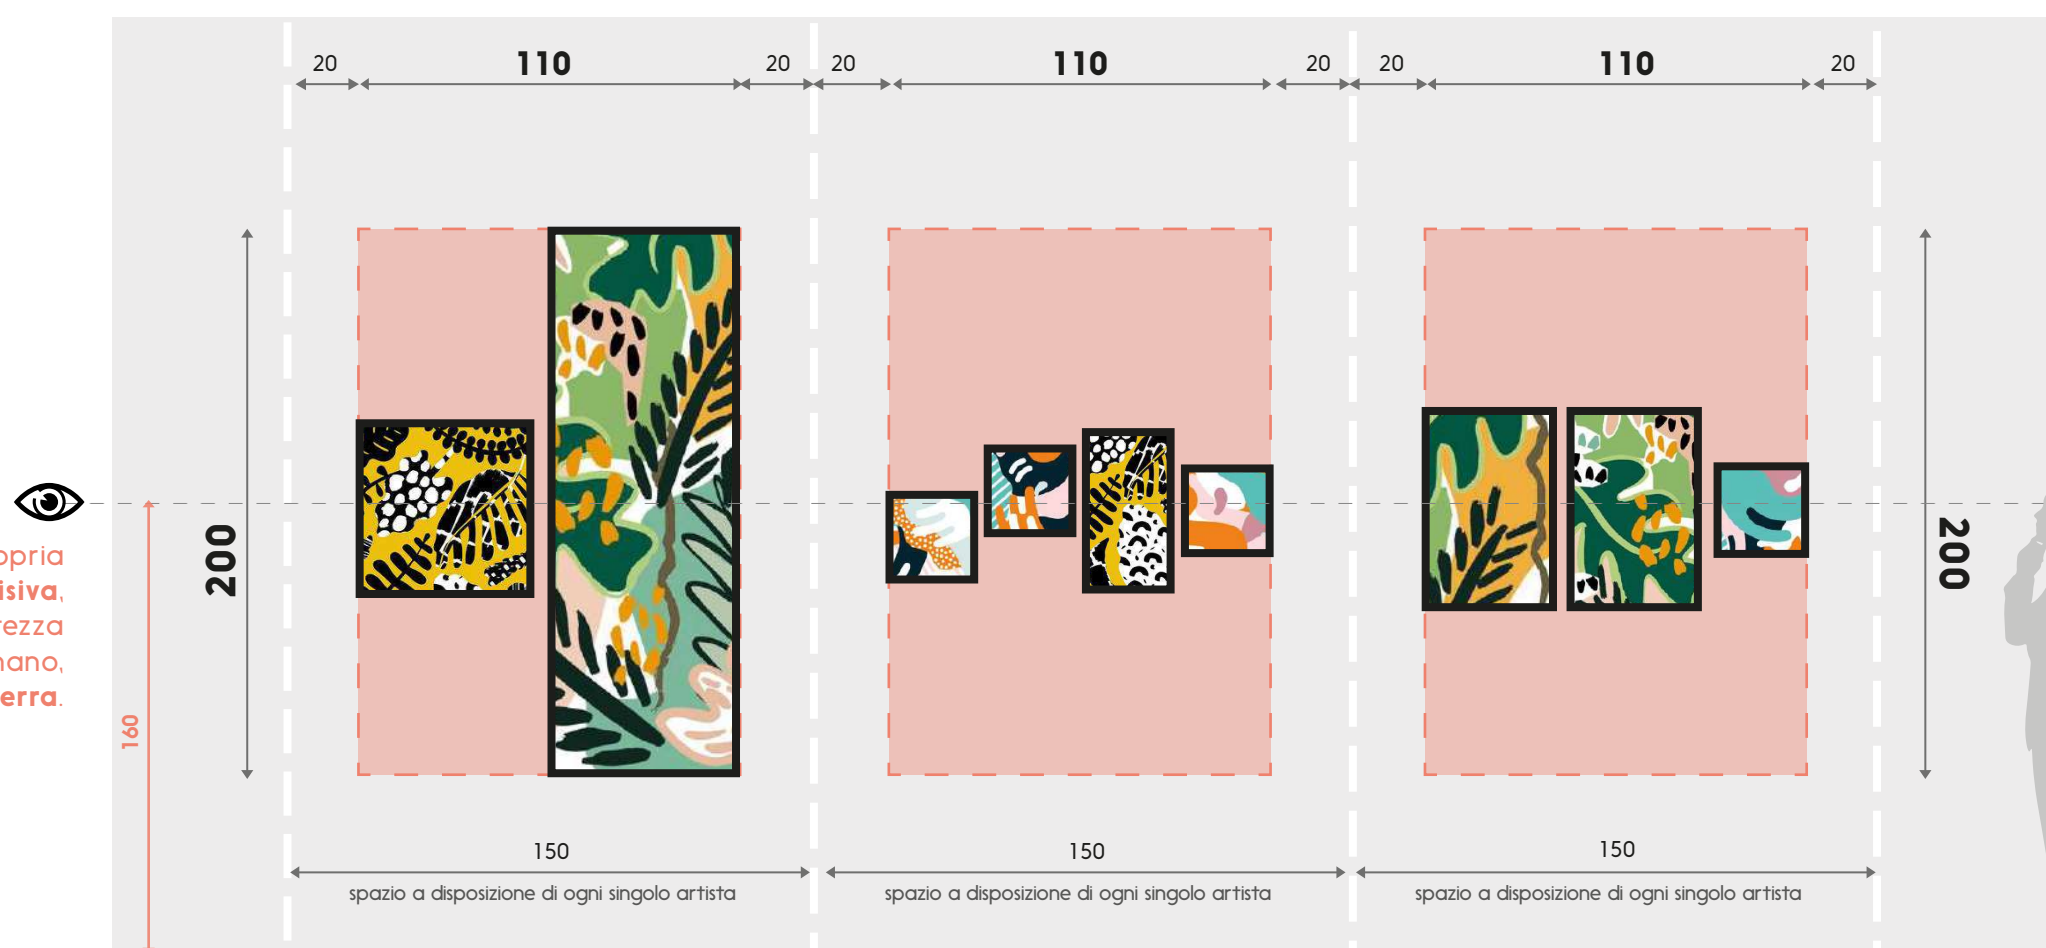 20 110 20 20 110 20 20 110 20
200
200
opria
isiva,
ezza
nano,
erra.
160
150 150 150
spazio a disposizione di ogni singolo artista
spazio a disposizione di ogni singolo artista
spazio a disposizione di ogni singolo artista